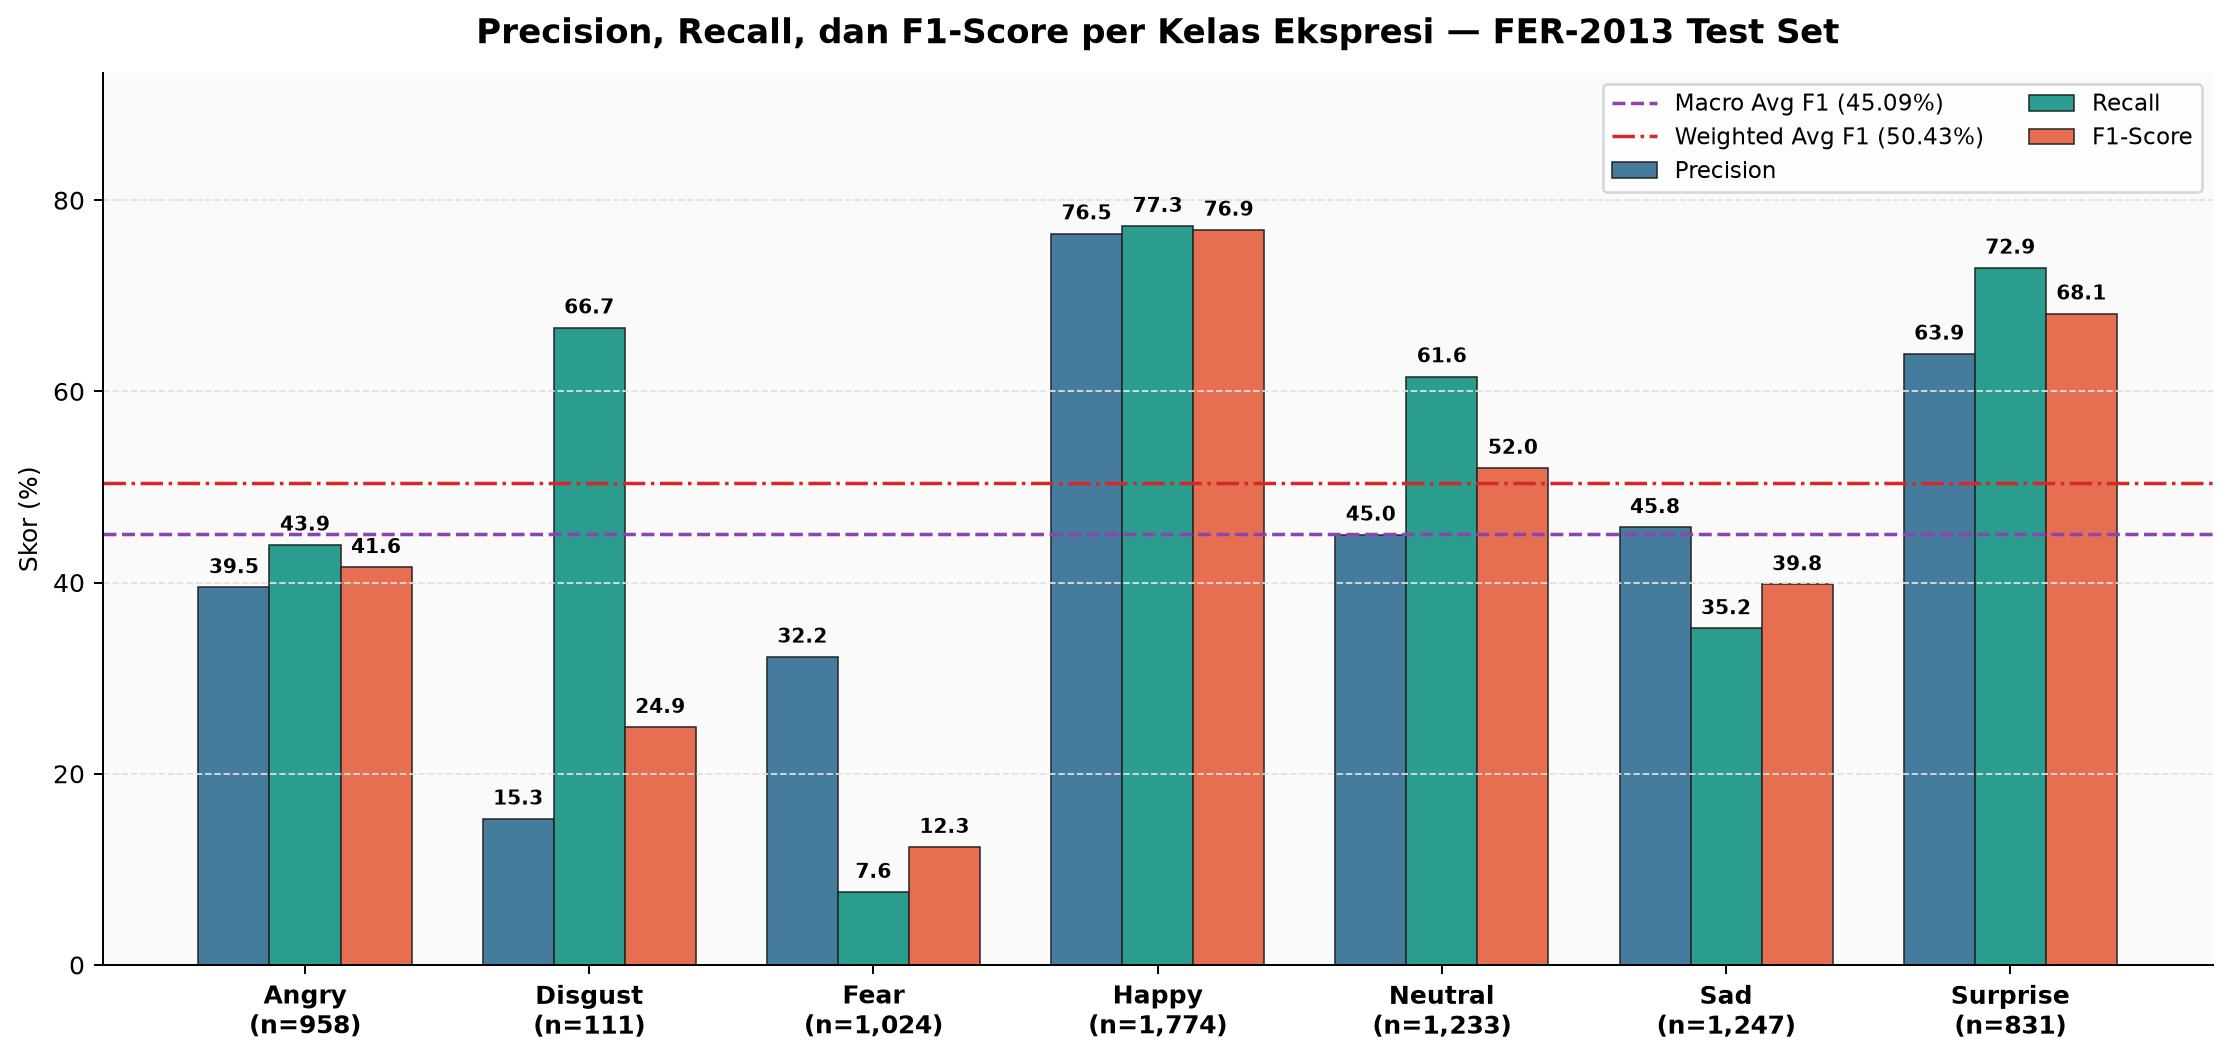 Precision, Recall, dan F1-Score per Kelas Ekspresi — FER-2013 Test Set
Macro Avg F1 (45.09%)
Weighted Avg F1 (50.43%)
Precision
Recall
F1-Score
Skor (%)
80
60
40
20
0
39.5
43.9
41.6
15.3
66.7
24.9
32.2
7.6
12.3
76.5
77.3
76.9
45.0
61.6
52.0
45.8
35.2
39.8
63.9
72.9
68.1
Angry
(n=958)
Disgust
(n=111)
Fear
(n=1,024)
Happy
(n=1,774)
Neutral
(n=1,233)
Sad
(n=1,247)
Surprise
(n=831)